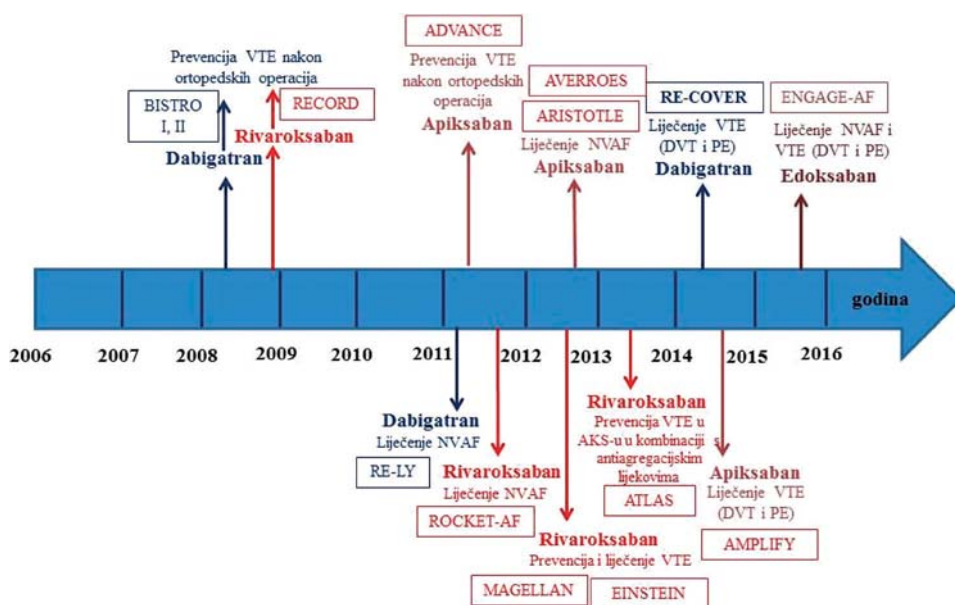 Prevencija VTE nakon
ortopedskih operacija
BISTRO
I, II
Dabigatran
RECORD
Rivaroksaban
ADVANCE
Prevencija VTE
nakon ortopedskih
operacija
Apiksaban
AVERROES
ARISTOTLE
Liječenje NVAF
Apiksaban
RE-COVER
Liječenje VTE
(DVT i PE)
Dabigatran
ENGAGE-AF
Liječenje NVAF i
VTE (DVT i PE)
Edoksaban
godina
2006 2007 2008 2009 2010 2011 2012 2013 2014 2015 2016
Dabigatran
Liječenje NVAF
RE-LY
Rivaroksaban
Liječenje NVAF
ROCKET-AF
Rivaroksaban
Prevencija i liječenje VTE
MAGELLAN
EINSTEIN
Rivaroksaban
Prevencija VTE u
AKS-u u kombinaciji s
antiagregacijskim
lijekovima
ATLAS
Apiksaban
Liječenje VTE
(DVT i PE)
AMPLIFY